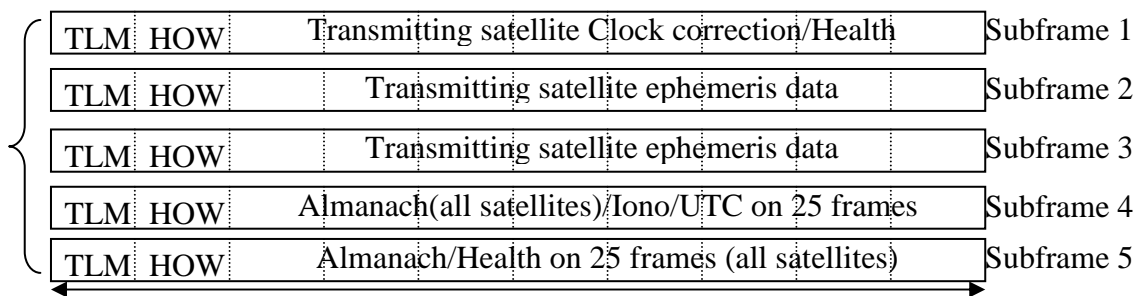 TLM HOW Transmitting satellite Clock correction/Health Subframe 1
TLM HOW Transmitting satellite ephemeris data Subframe 2
TLM HOW Transmitting satellite ephemeris data Subframe 3
TLM HOW Almanach(all satellites)/Iono/UTC on 25 frames Subframe 4
TLM HOW Almanach/Health on 25 frames (all satellites) Subframe 5